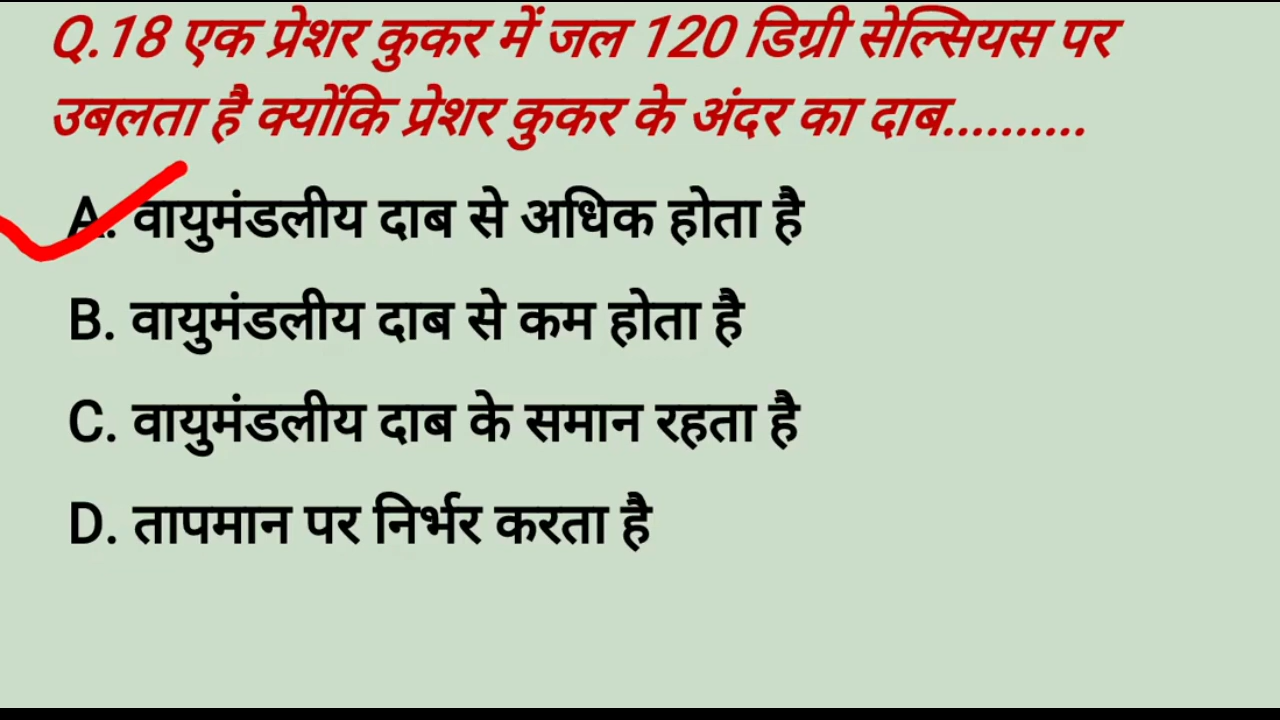 Q.18 एक प्रेशर कुकर में जल 120 डिग्री सेल्सियस पर
उबलता है क्योंकि प्रेशर कुकर के अंदर का दाब..........
A. वायुमंडलीय दाब से अधिक होता है
B. वायुमंडलीय दाब से कम होता है
C. वायुमंडलीय दाब के समान रहता है
D. तापमान पर निर्भर करता है